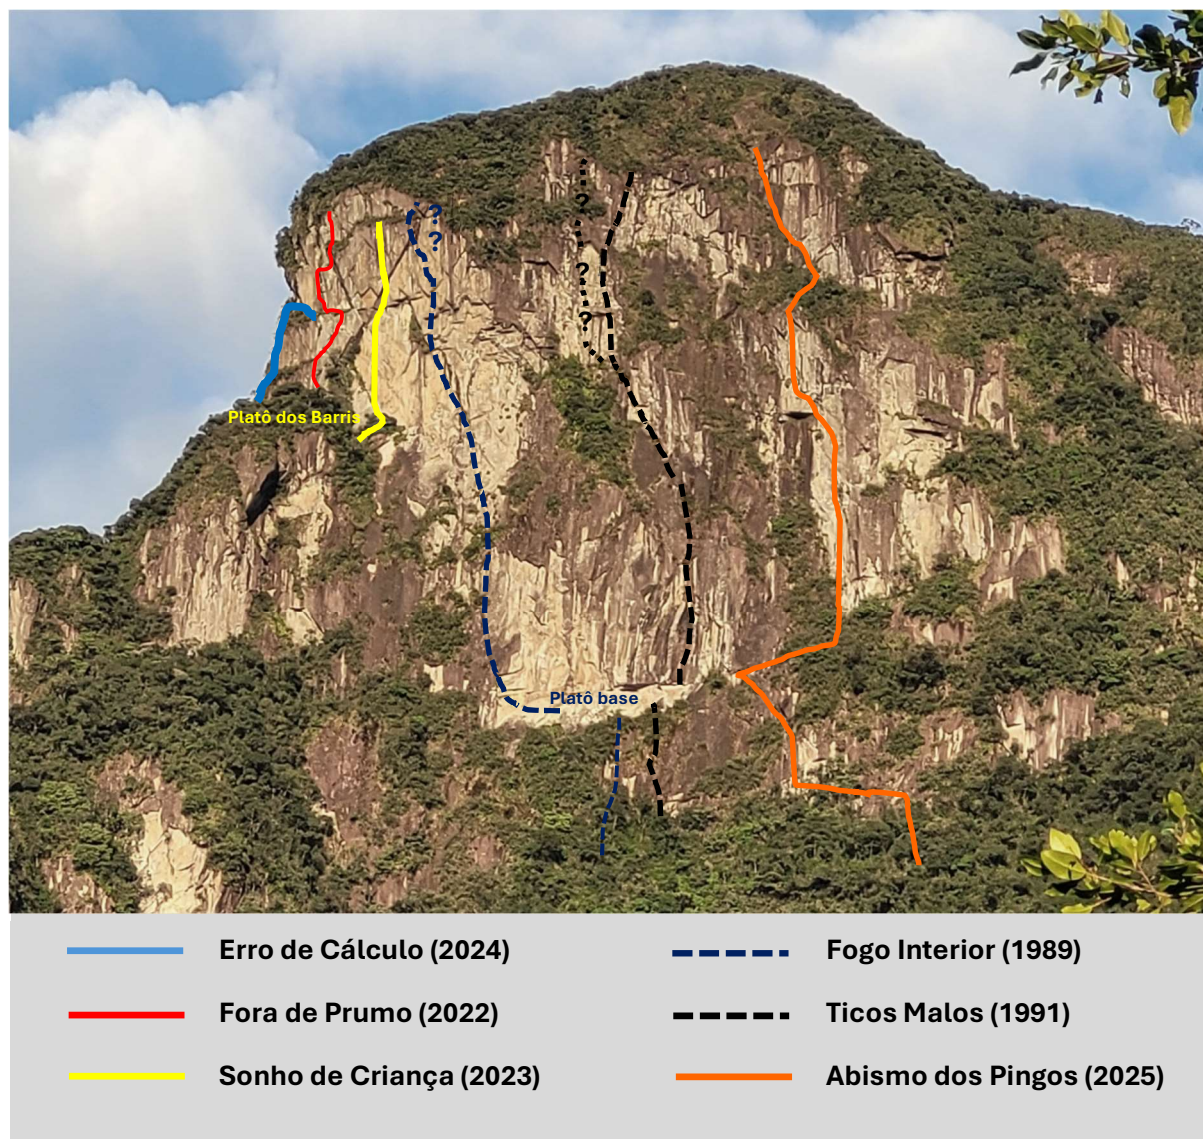 ?
?
?
?
?
Platô dos Barris
Platô base
Erro de Cálculo (2024)
Fogo Interior (1989)
Fora de Prumo (2022)
Ticos Malos (1991)
Sonho de Criança (2023)
Abismo dos Pingos (2025)